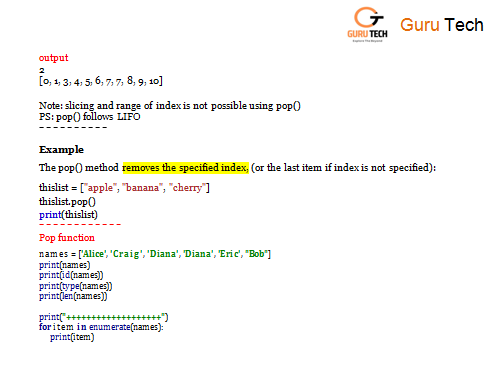 GURU TECH
Explore The Beyond
Guru Tech
output
2
[0, 1, 3, 4, 5, 6, 7, 7, 8, 9, 10]
Note: slicing and range of index is not possible using pop()
PS: pop() follows LIFO
----------
Example
The pop() method removes the specified index, (or the last item if index is not specified):
thislist = ["apple", "banana", "cherry"]
thislist.pop()
print(thislist)
------------
Pop function
names = ['Alice', 'Craig', 'Diana', 'Diana', 'Eric', "Bob"]
print(names)
print(id(names))
print(type(names))
print(len(names))
print("+++++++++++++++++++")
for item in enumerate(names):
print(item)